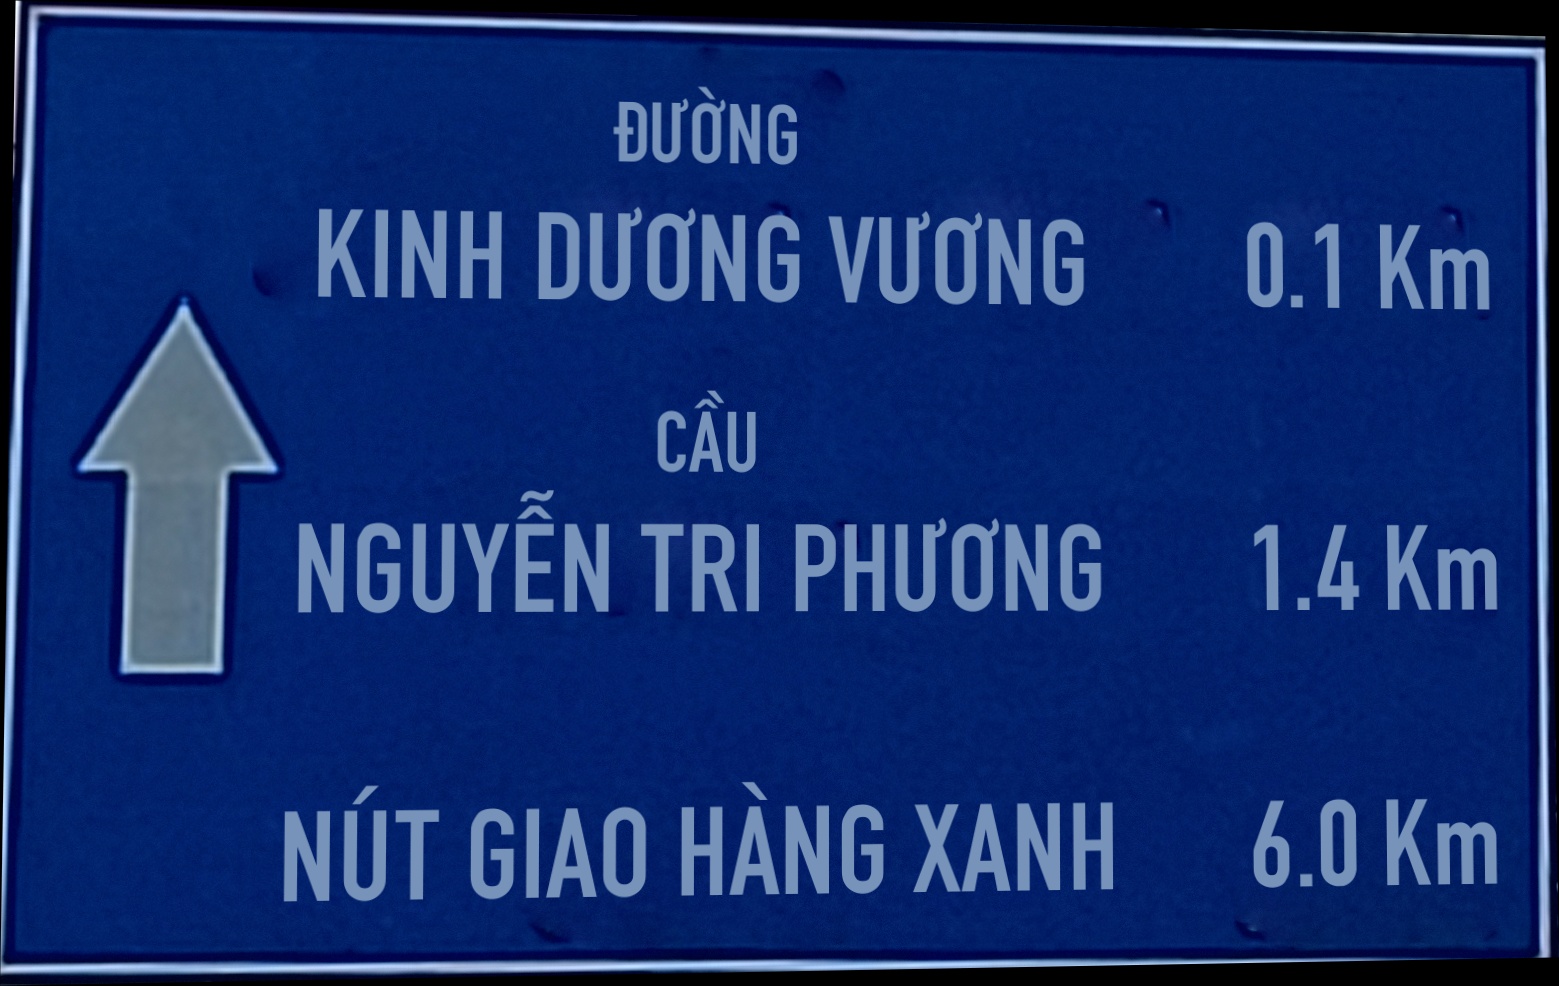 ĐƯỜNG
KINH DƯƠNG VƯƠNG 0.1 Km
CẦU
NGUYỄN TRI PHƯƠNG 1.4 Km
NÚT GIAO HÀNG XANH 6.0 Km